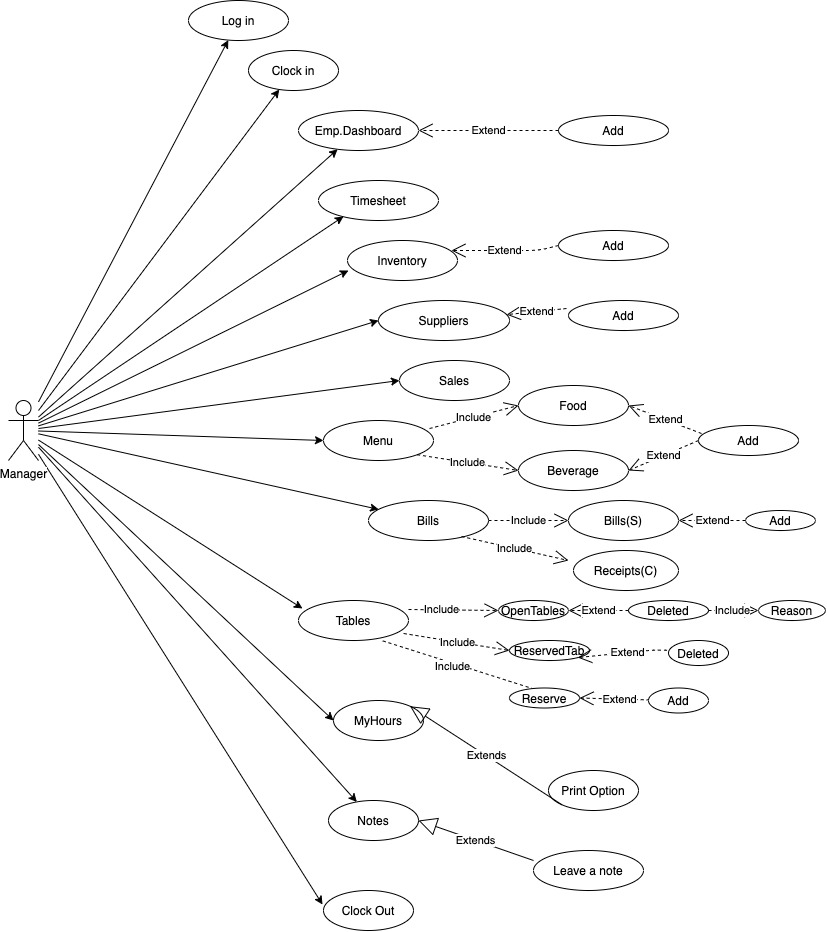 Log in
Clock in
Emp.Dashboard
Extend
Add
Timesheet
Inventory
Extend
Add
Suppliers
Extend
Add
Sales
Manager
Menu
Include
Food
Extend
Add
Include
Beverage
Extend
Bills
Include
Bills(S)
Extend
Add
Include
Receipts(C)
Tables
Include
OpenTables
Extend
Deleted
Include
Reason
Include
ReservedTab
Extend
Deleted
Include
Reserve
Extend
Add
MyHours
Extends
Print Option
Notes
Extends
Leave a note
Clock Out